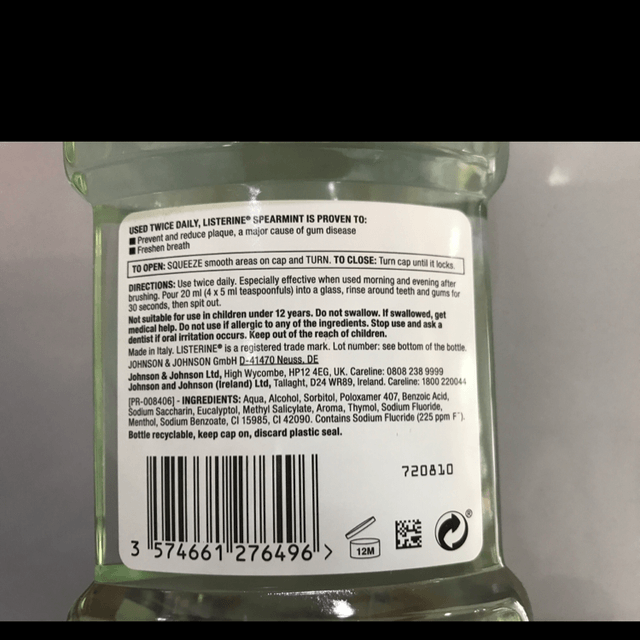 USED TWICE DAILY, LISTERINE® SPEARMINT IS PROVEN TO:
■ Prevent and reduce plaque, a major cause of gum disease
■ Freshen breath
TO OPEN: SQUEEZE smooth areas on cap and TURN. TO CLOSE: Turn cap until it locks.
DIRECTIONS: Use twice daily. Especially effective when used morning and evening after
brushing. Pour 20 ml (4 x 5 ml teaspoonfuls) into a glass, rinse around teeth and gums for
30 seconds, then spit out.
Not suitable for use in children under 12 years. Do not swallow. If swallowed, get
medical help. Do not use if allergic to any of the ingredients. Stop use and ask a
dentist if oral irritation occurs. Keep out of the reach of children.
Made in Italy. LISTERINE® is a registered trade mark. Lot number: see bottom of the bottle.
JOHNSON & JOHNSON GmbH D-41470 Neuss, DE
Johnson & Johnson Ltd, High Wycombe, HP12 4EG, UK. Careline: 0808 238 9999
Johnson and Johnson (Ireland) Ltd, Tallaght, D24 WR89, Ireland. Careline: 1800 220044
[PR-008406] - INGREDIENTS: Aqua, Alcohol, Sorbitol, Poloxamer 407, Benzoic Acid,
Sodium Saccharin, Eucalyptol, Methyl Salicylate, Aroma, Thymol, Sodium Fluoride,
Menthol, Sodium Benzoate, CI 15985, CI 42090. Contains Sodium Fluoride (225 ppm F⁻).
Bottle recyclable, keep cap on, discard plastic seal.
720810
3 574661 276496 >
12M
®